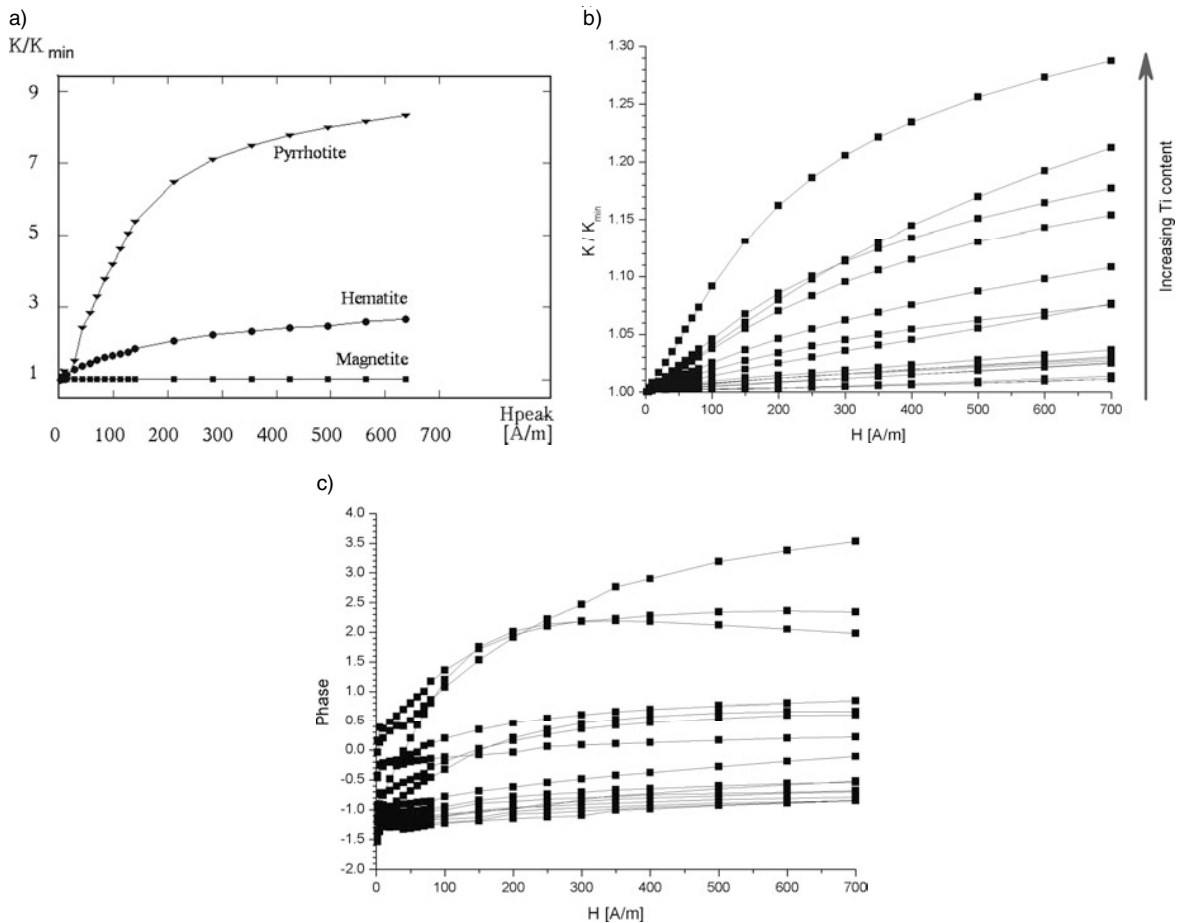 a)
K/K min
9
7
5
3
1
Pyrrhotite
Hematite
Magnetite
0 100 200 300 400 500 600 700
Hpeak
[A/m]
b)
1.30
1.20
1.15
1.10
1.05
1.00
K / Kmin
0 100 200 300 400 500 600 700
H [A/m]
Increasing Ti content
c)
4.0
3.5
3.0
2.5
2.0
1.5
1.0
0.5
0.0
-0.5
-1.0
-1.5
-2.0
Phase
0 100 200 300 400 500 600 700
H [A/m]